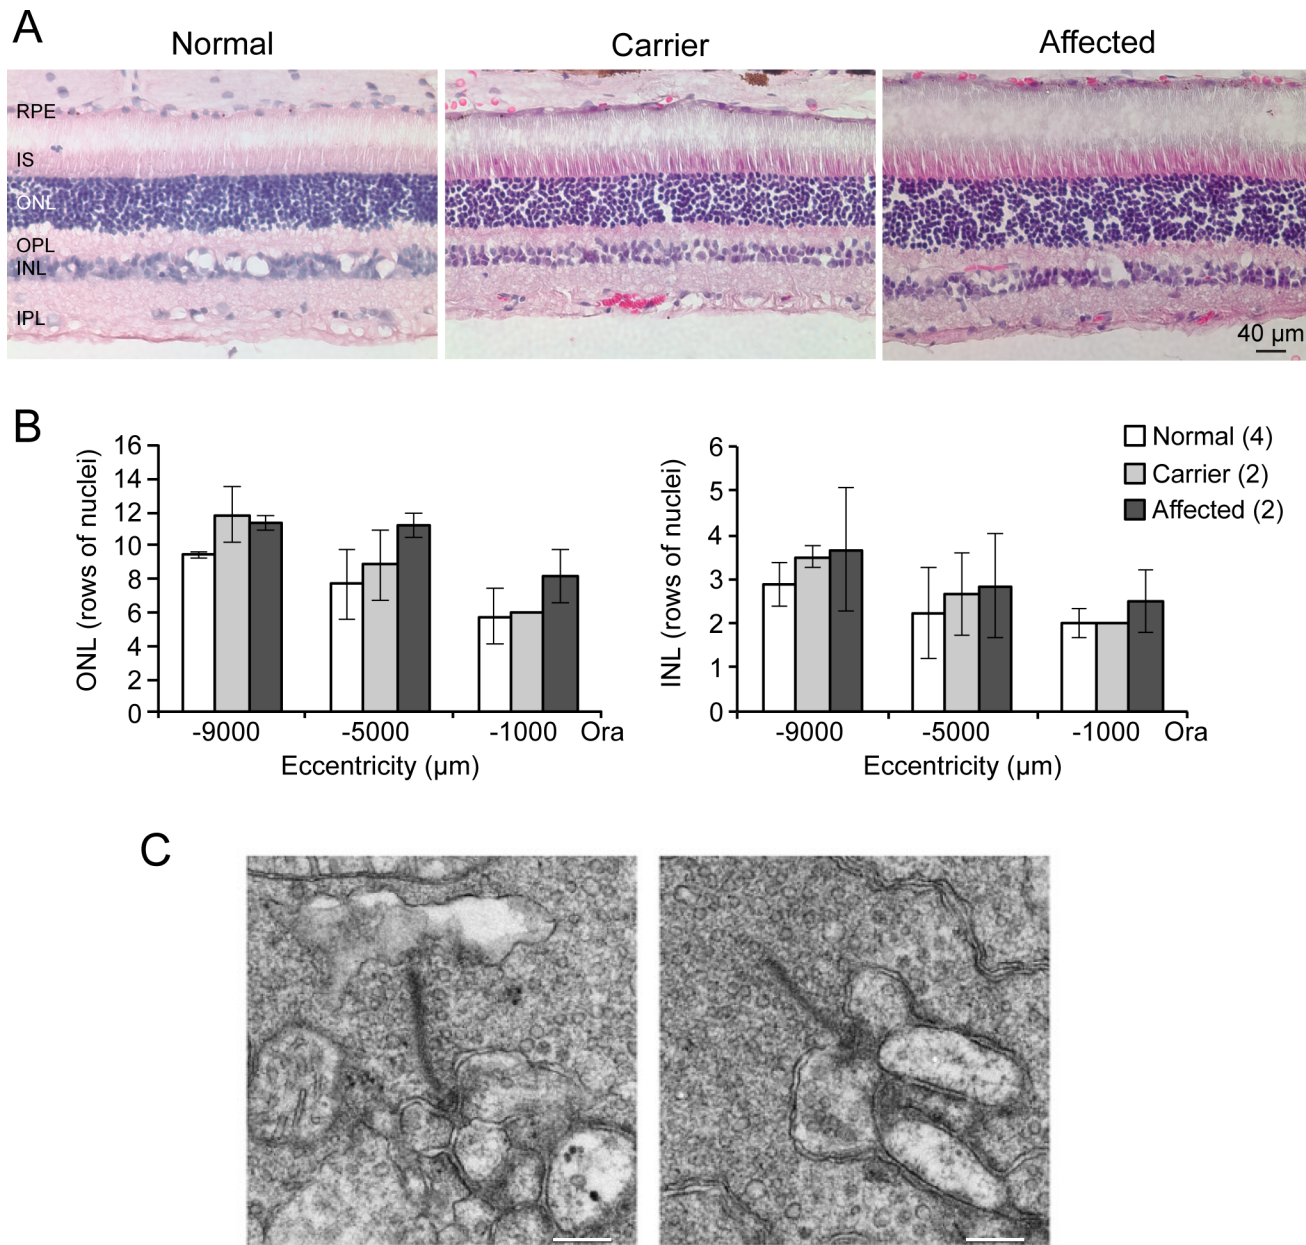 A
Normal
Carrier
Affected
RPE
IS
ONL
OPL
INL
IPL
40 µm
B
ONL (rows of nuclei)
16
14
12
10
8
6
4
2
0
-9000
-5000
-1000
Ora
Eccentricity (µm)
INL (rows of nuclei)
6
5
4
3
2
1
0
-9000
-5000
-1000
Ora
Eccentricity (µm)
Normal (4)
Carrier (2)
Affected (2)
C